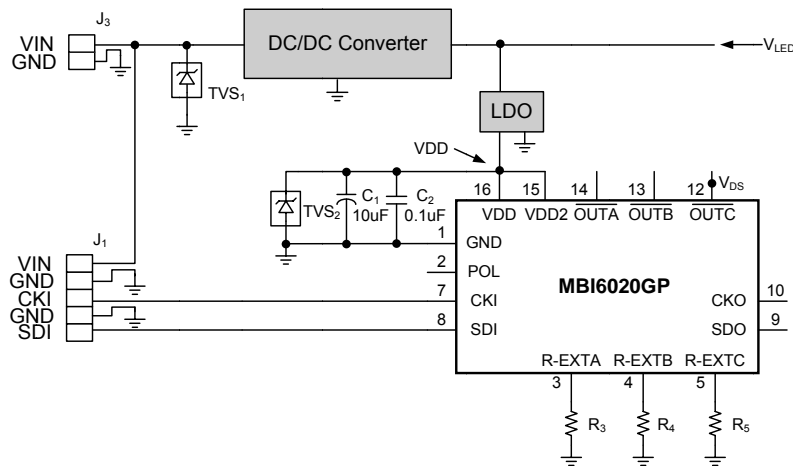 J3
VIN
GND
DC/DC Converter
VLED
TVS1
LDO
VDD
C1
10uF
C2
0.1uF
TVS2
16
15
14
13
12
VDS
VDD
VDD2
OUTA
OUTB
OUTC
1
GND
2
POL
MBI6020GP
J1
VIN
GND
CKI
GND
SDI
7
CKI
CKO
10
8
SDI
SDO
9
R-EXTA
R-EXTB
R-EXTC
3
4
5
R3
R4
R5